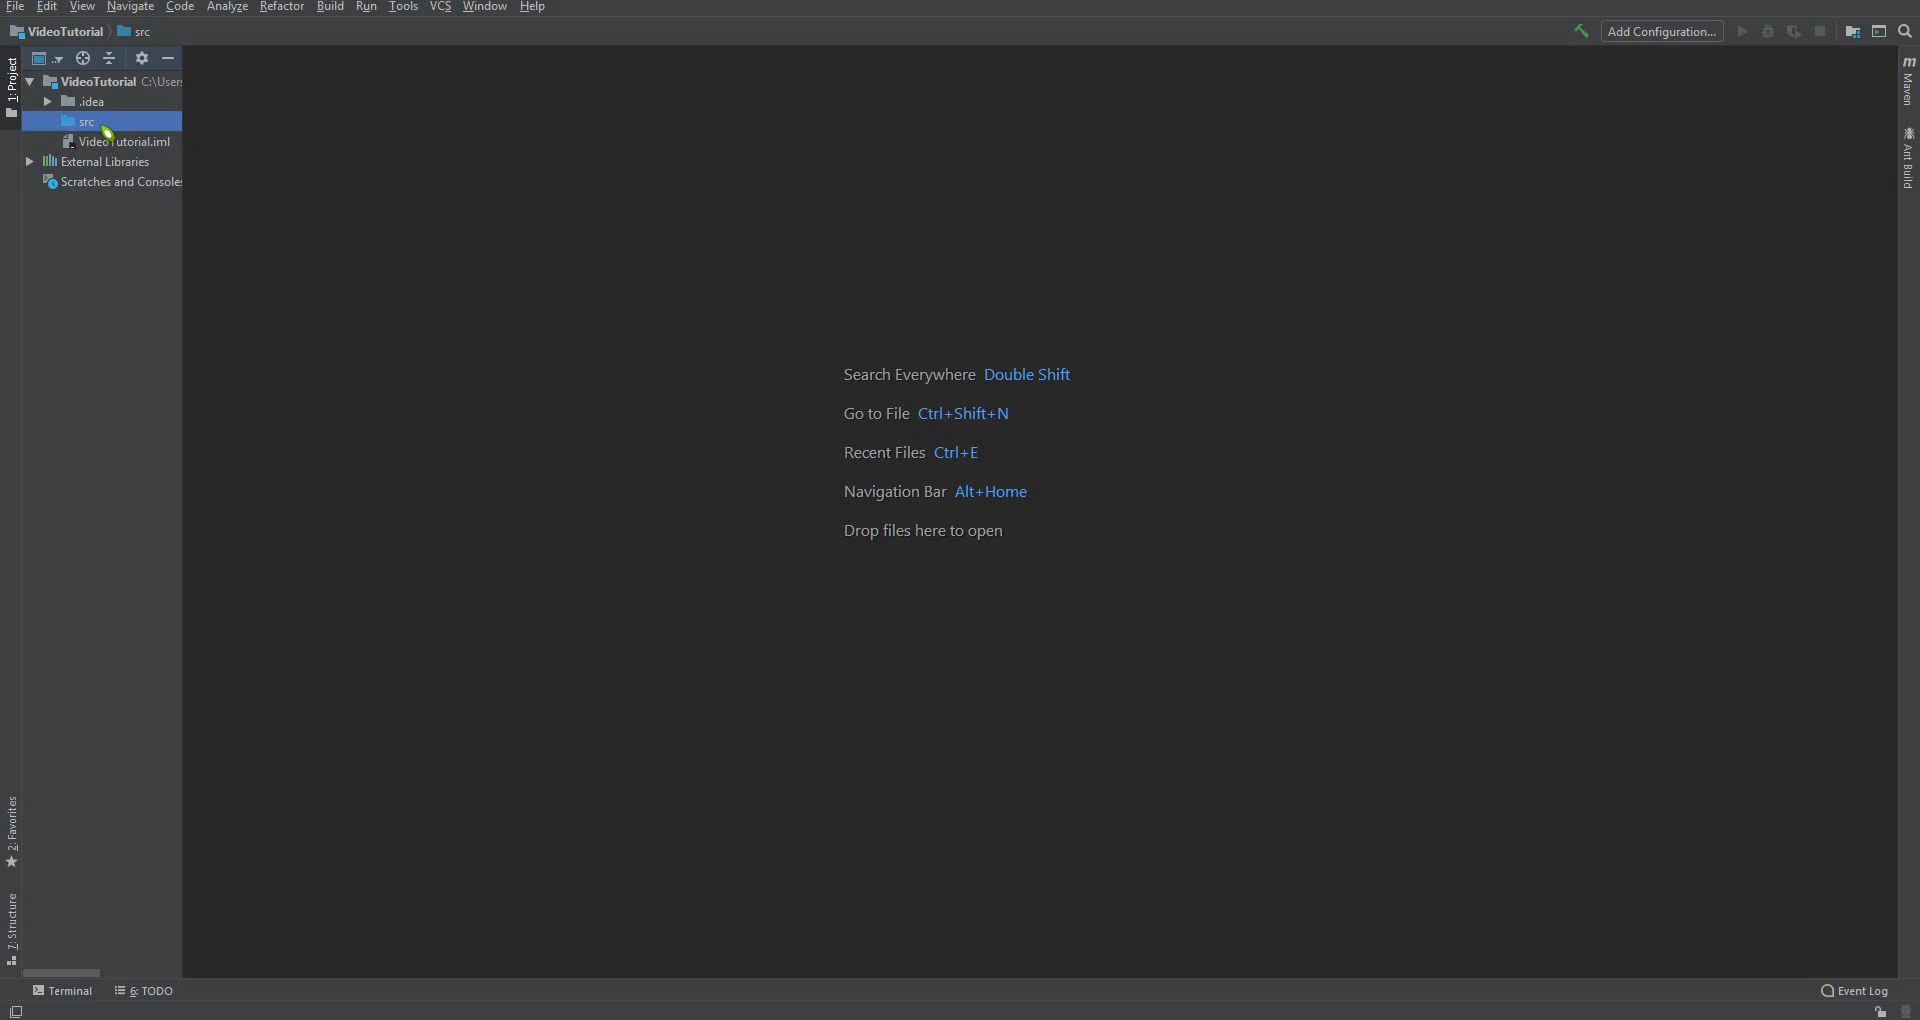 File Edit View Navigate Code Analyze Refactor Build Run Tools VCS Window Help
VideoTutorial src
Add Configuration...
1: Project
VideoTutorial C:\Users
.idea
src
VideoTutorial.iml
External Libraries
Scratches and Consoles
Search Everywhere Double Shift
Go to File Ctrl+Shift+N
Recent Files Ctrl+E
Navigation Bar Alt+Home
Drop files here to open
m Maven
Ant Build
2: Favorites
7: Structure
Terminal
6: TODO
Event Log